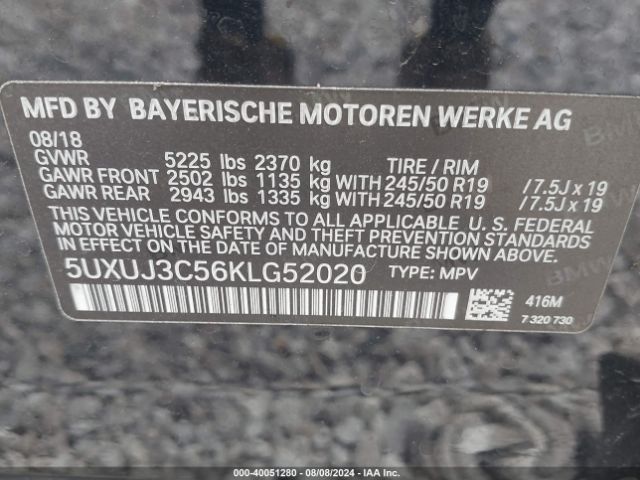 MFD BY BAYERISCHE MOTOREN WERKE AG
08/18
GVWR 5225 lbs 2370 kg TIRE / RIM
GAWR FRONT 2502 lbs 1135 kg WITH 245/50 R19 / 7.5J x 19
GAWR REAR 2943 lbs 1335 kg WITH 245/50 R19 / 7.5J x 19
THIS VEHICLE CONFORMS TO ALL APPLICABLE U. S. FEDERAL
MOTOR VEHICLE SAFETY AND THEFT PREVENTION STANDARDS
IN EFFECT ON THE DATE OF MANUFACTURE SHOWN ABOVE.
5UXUJ3C56KLG52020 TYPE: MPV
416M
7 320 730
000-40051280 - 08/08/2024 - IAA Inc.